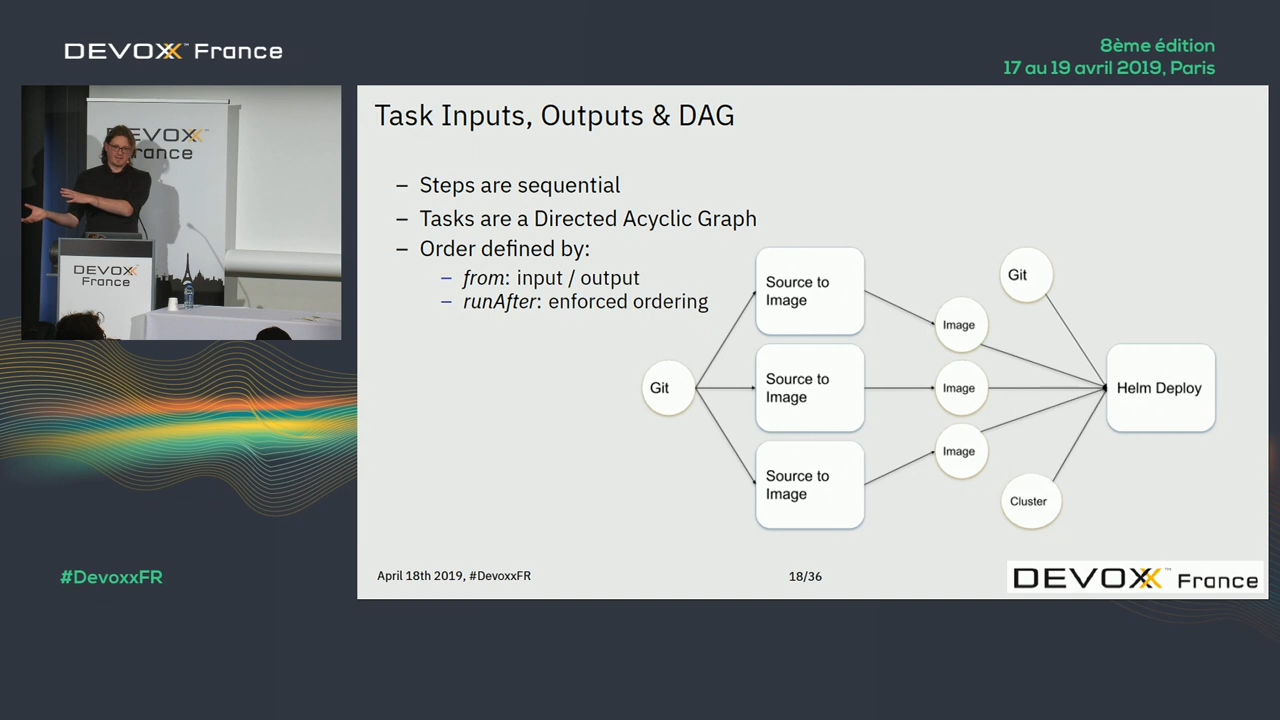 DEVOXX™ France
8ème édition
17 au 19 avril 2019, Paris
DEVOXX™
France
DEVOXX
France
#DevoxxFR
Task Inputs, Outputs & DAG
– Steps are sequential
– Tasks are a Directed Acyclic Graph
– Order defined by:
– from: input / output
– runAfter: enforced ordering
Git
Source to
Image
Source to
Image
Source to
Image
Image
Image
Image
Git
Cluster
Helm Deploy
April 18th 2019, #DevoxxFR
18/36
DEVOXX™ France